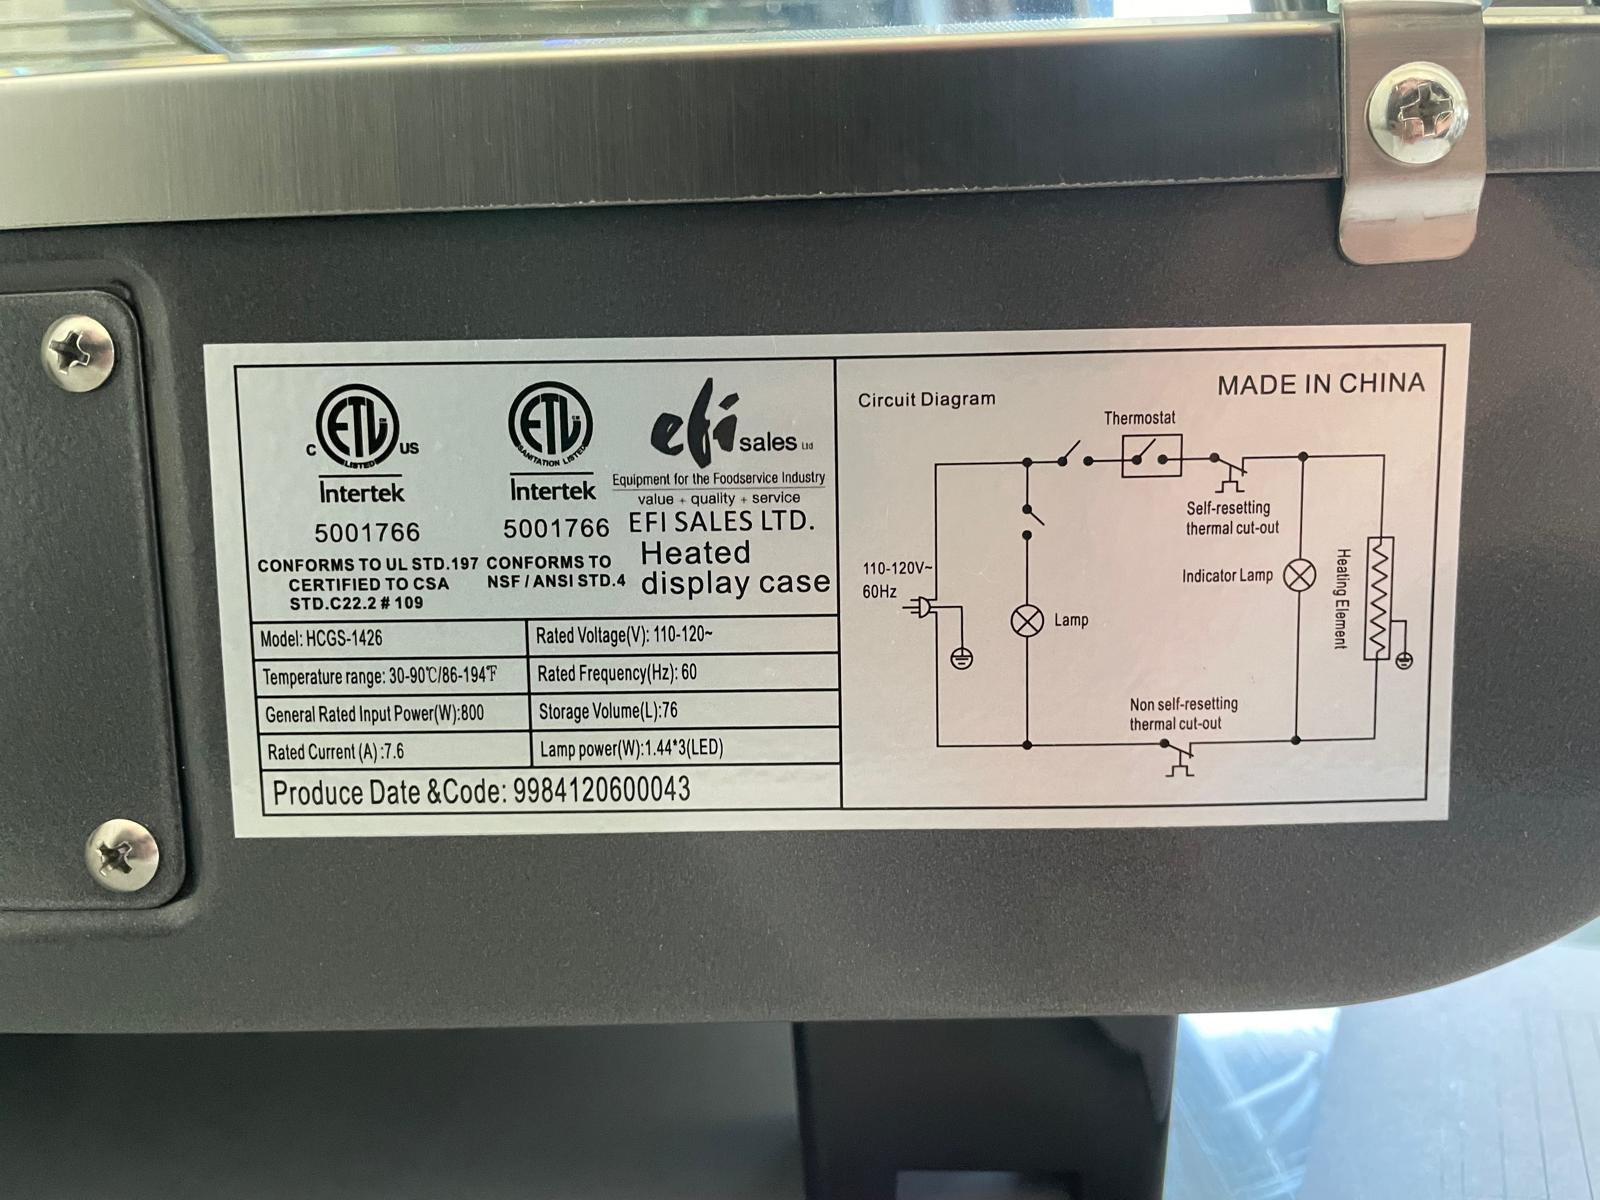 ETL
CM
LISTED
C US
Intertek
5001766
CONFORMS TO UL STD.197
CERTIFIED TO CSA
STD.C22.2 # 109
ETL
CM
SANITATION LISTED
Intertek
5001766
CONFORMS TO
NSF / ANSI STD.4
efi sales Ltd
Equipment for the Foodservice Industry
value + quality + service
EFI SALES LTD.
Heated
display case
Model: HCGS-1426
Rated Voltage(V): 110-120~
Temperature range: 30-90℃/86-194℉
Rated Frequency(Hz): 60
General Rated Input Power(W):800
Storage Volume(L):76
Rated Current (A) :7.6
Lamp power(W):1.44*3(LED)
Produce Date &Code: 9984120600043
Circuit Diagram
MADE IN CHINA
Thermostat
Self-resetting
thermal cut-out
110-120V~
60Hz
Lamp
Indicator Lamp
Heating Element
Non self-resetting
thermal cut-out